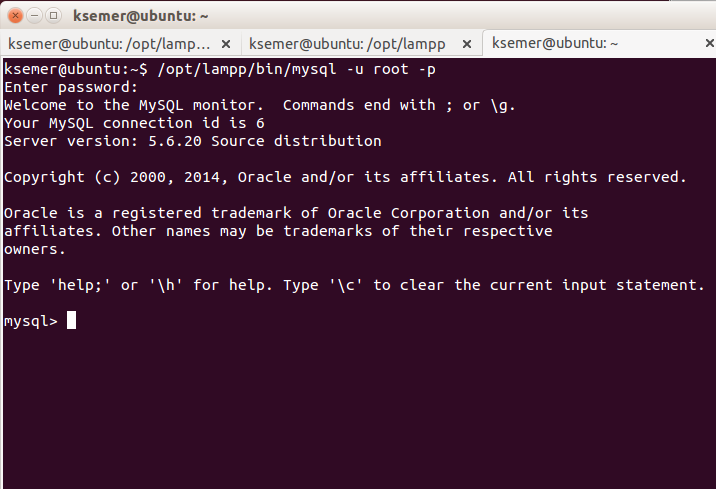 ksemer@ubuntu: ~
ksemer@ubuntu: /opt/lamp... ksemer@ubuntu: /opt/lampp ksemer@ubuntu: ~
ksemer@ubuntu:~$ /opt/lampp/bin/mysql -u root -p
Enter password:
Welcome to the MySQL monitor.  Commands end with ; or \g.
Your MySQL connection id is 6
Server version: 5.6.20 Source distribution
Copyright (c) 2000, 2014, Oracle and/or its affiliates. All rights reserved.
Oracle is a registered trademark of Oracle Corporation and/or its
affiliates. Other names may be trademarks of their respective
owners.
Type 'help;' or '\h' for help. Type '\c' to clear the current input statement.
mysql>